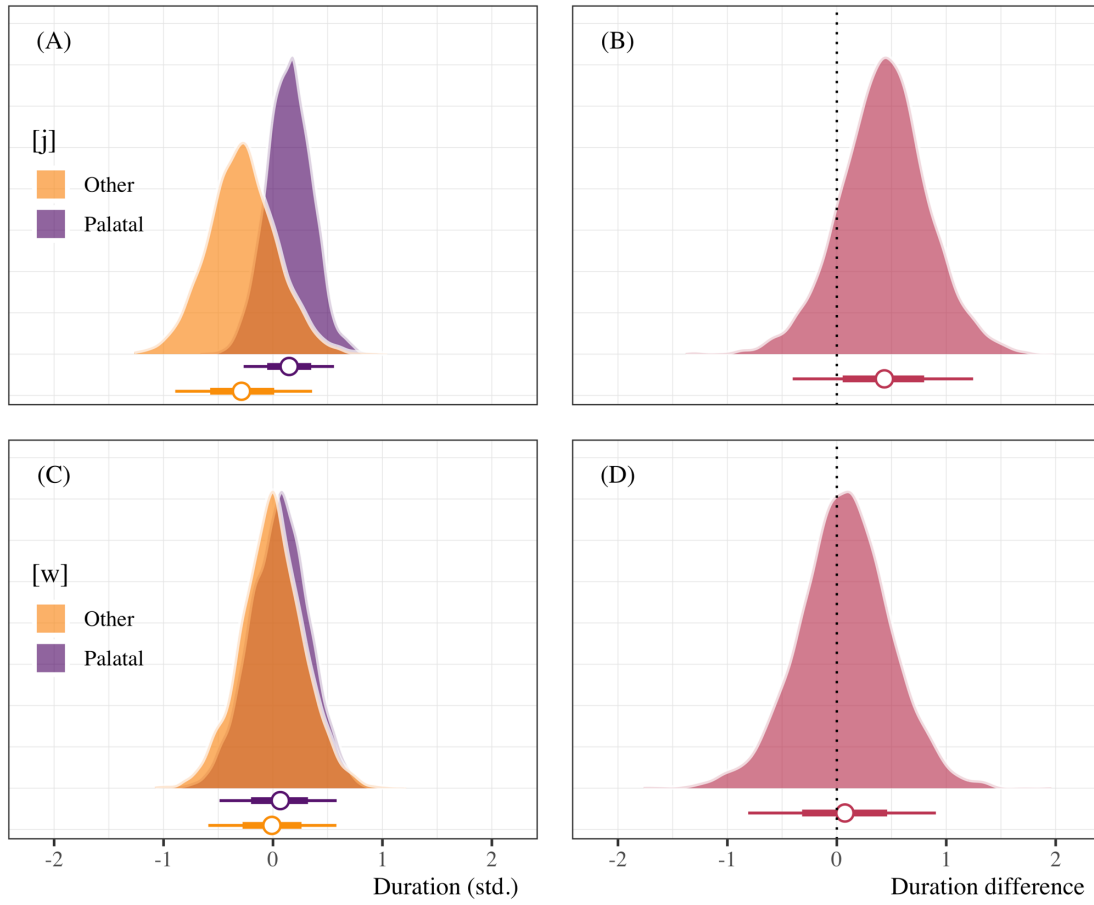 (A)
[j]
Other
Palatal
(B)
(C)
[w]
Other
Palatal
(D)
-2 -1 0 1 2
Duration (std.)
-2 -1 0 1 2
Duration difference